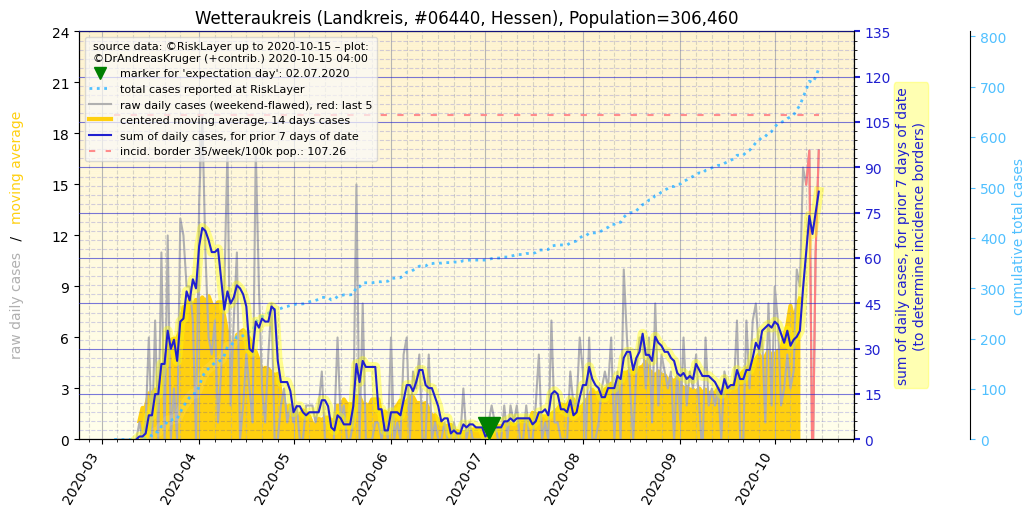 Wetteraukreis (Landkreis, #06440, Hessen), Population=306,460
source data: ©RiskLayer up to 2020-10-15 – plot:
©DrAndreasKruger (+contrib.) 2020-10-15 04:00
marker for 'expectation day': 02.07.2020
total cases reported at RiskLayer
raw daily cases (weekend-flawed), red: last 5
centered moving average, 14 days cases
sum of daily cases, for prior 7 days of date
incid. border 35/week/100k pop.: 107.26
raw daily cases / moving average
24
21
18
15
12
9
6
3
0
2020-03
2020-04
2020-05
2020-06
2020-07
2020-08
2020-09
2020-10
135
120
105
90
75
60
45
30
15
0
sum of daily cases, for prior 7 days of date
(to determine incidence borders)
800
700
600
500
400
300
200
100
0
cumulative total cases